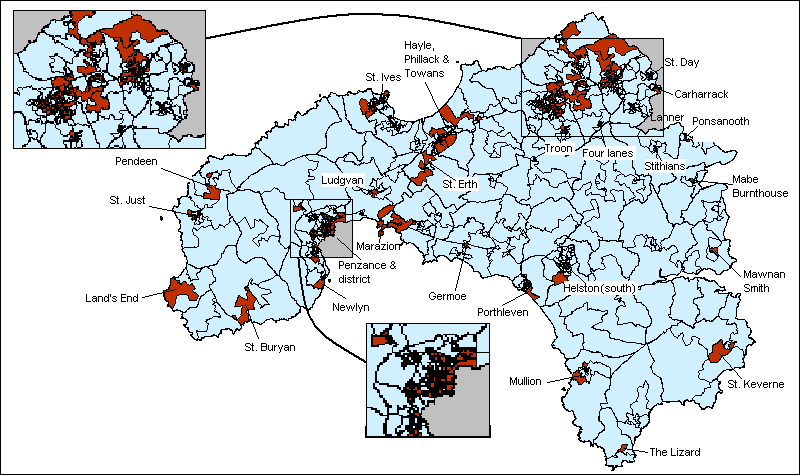 Hayle,
Phillack &
Towans
St. Ives
St. Day
Carharrack
Lanner
Ponsanooth
Troon
Four lanes
Stithians
Pendeen
Ludgvan
St. Erth
Mabe
Burnthouse
St. Just
Marazion
Penzance &
district
Mawnan
Smith
Land's End
Newlyn
Germoe
Porthleven
Helston(south)
St. Buryan
Mullion
St. Keverne
The Lizard